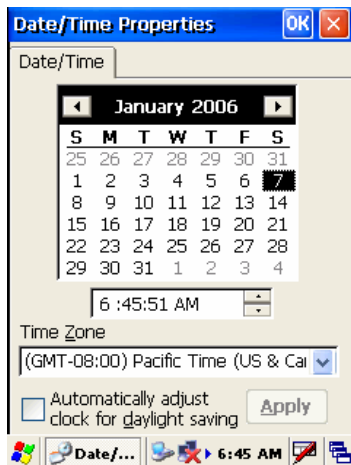 Date/Time Properties OK
Date/Time
January 2006
S M T W T F S
25 26 27 28 29 30 31
1 2 3 4 5 6 7
8 9 10 11 12 13 14
15 16 17 18 19 20 21
22 23 24 25 26 27 28
29 30 31 1 2 3 4
6 :45:51 AM
Time Zone
(GMT-08:00) Pacific Time (US & Ca
Automatically adjust
clock for daylight saving
Apply
Date/... 6:45 AM